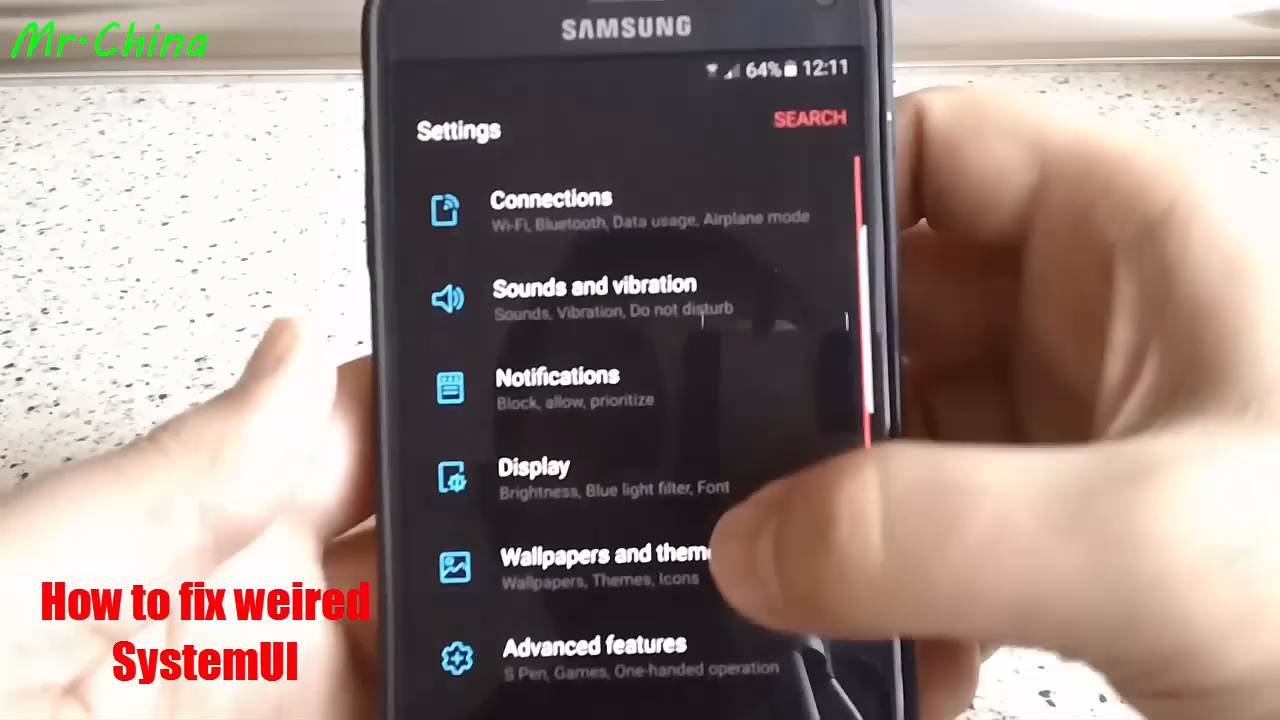 Mr.China
SAMSUNG
64% 12:11
Settings
SEARCH
Connections
Wi-Fi, Bluetooth, Data usage, Airplane mode
Sounds and vibration
Sounds, Vibration, Do not disturb
Notifications
Block, allow, prioritize
Display
Brightness, Blue light filter, Font
Wallpapers and them
Wallpapers, Themes, Icons
Advanced features
S Pen, Games, One-handed operation
How to fix weired
SystemUI